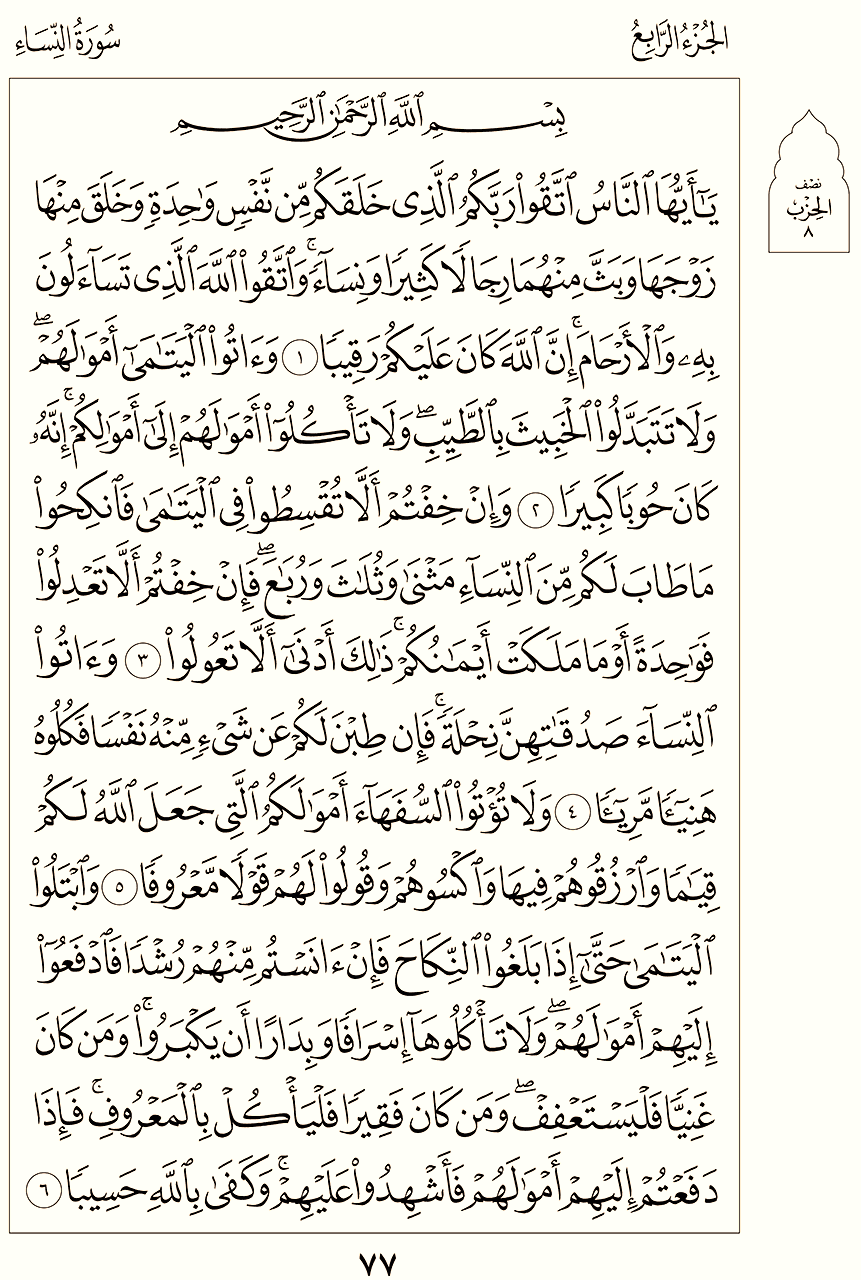 الجُزْءُ الرَّابِعُ
سُورَةُ النِّسَاءِ
بِسْمِ ٱللَّهِ ٱلرَّحْمَٰنِ ٱلرَّحِيمِ
يَـٰٓأَيُّهَا ٱلنَّاسُ ٱتَّقُوا۟ رَبَّكُمُ ٱلَّذِى خَلَقَكُم مِّن نَّفْسٍ وَٰحِدَةٍ وَخَلَقَ مِنْهَا
زَوْجَهَا وَبَثَّ مِنْهُمَا رِجَالًا كَثِيرًا وَنِسَآءً ۚ وَٱتَّقُوا۟ ٱللَّهَ ٱلَّذِى تَسَآءَلُونَ
بِهِۦ وَٱلْأَرْحَامَ ۚ إِنَّ ٱللَّهَ كَانَ عَلَيْكُمْ رَقِيبًا ١ وَءَاتُوا۟ ٱلْيَتَـٰمَىٰٓ أَمْوَٰلَهُمْ ۖ
وَلَا تَتَبَدَّلُوا۟ ٱلْخَبِيثَ بِٱلطَّيِّبِ ۖ وَلَا تَأْكُلُوٓا۟ أَمْوَٰلَهُمْ إِلَىٰٓ أَمْوَٰلِكُمْ ۚ إِنَّهُۥ
كَانَ حُوبًا كَبِيرًا ٢ وَإِنْ خِفْتُمْ أَلَّا تُقْسِطُوا۟ فِى ٱلْيَتَـٰمَىٰ فَٱنكِحُوا۟
مَا طَابَ لَكُم مِّنَ ٱلنِّسَآءِ مَثْنَىٰ وَثُلَـٰثَ وَرُبَـٰعَ ۖ فَإِنْ خِفْتُمْ أَلَّا تَعْدِلُوا۟
فَوَٰحِدَةً أَوْ مَا مَلَكَتْ أَيْمَـٰنُكُمْ ۚ ذَٰلِكَ أَدْنَىٰٓ أَلَّا تَعُولُوا۟ ٣ وَءَاتُوا۟
ٱلنِّسَآءَ صَدُقَـٰتِهِنَّ نِحْلَةً ۚ فَإِن طِبْنَ لَكُمْ عَن شَىْءٍ مِّنْهُ نَفْسًا فَكُلُوهُ
هَنِيٓـًٔا مَّرِيٓـًٔا ٤ وَلَا تُؤْتُوا۟ ٱلسُّفَهَآءَ أَمْوَٰلَكُمُ ٱلَّتِى جَعَلَ ٱللَّهُ لَكُمْ
قِيَـٰمًا وَٱرْزُقُوهُمْ فِيهَا وَٱكْسُوهُمْ وَقُولُوا۟ لَهُمْ قَوْلًا مَّعْرُوفًا ٥ وَٱبْتَلُوا۟
ٱلْيَتَـٰمَىٰ حَتَّىٰٓ إِذَا بَلَغُوا۟ ٱلنِّكَاحَ فَإِنْ ءَانَسْتُم مِّنْهُمْ رُشْدًا فَٱدْفَعُوٓا۟
إِلَيْهِمْ أَمْوَٰلَهُمْ ۖ وَلَا تَأْكُلُوهَآ إِسْرَافًا وَبِدَارًا أَن يَكْبَرُوا۟ ۚ وَمَن كَانَ
غَنِيًّا فَلْيَسْتَعْفِفْ ۖ وَمَن كَانَ فَقِيرًا فَلْيَأْكُلْ بِٱلْمَعْرُوفِ ۚ فَإِذَا
دَفَعْتُمْ إِلَيْهِمْ أَمْوَٰلَهُمْ فَأَشْهِدُوا۟ عَلَيْهِمْ ۚ وَكَفَىٰ بِٱللَّهِ حَسِيبًا ٦
نصْف
الحِزْبْ
٨
٧٧